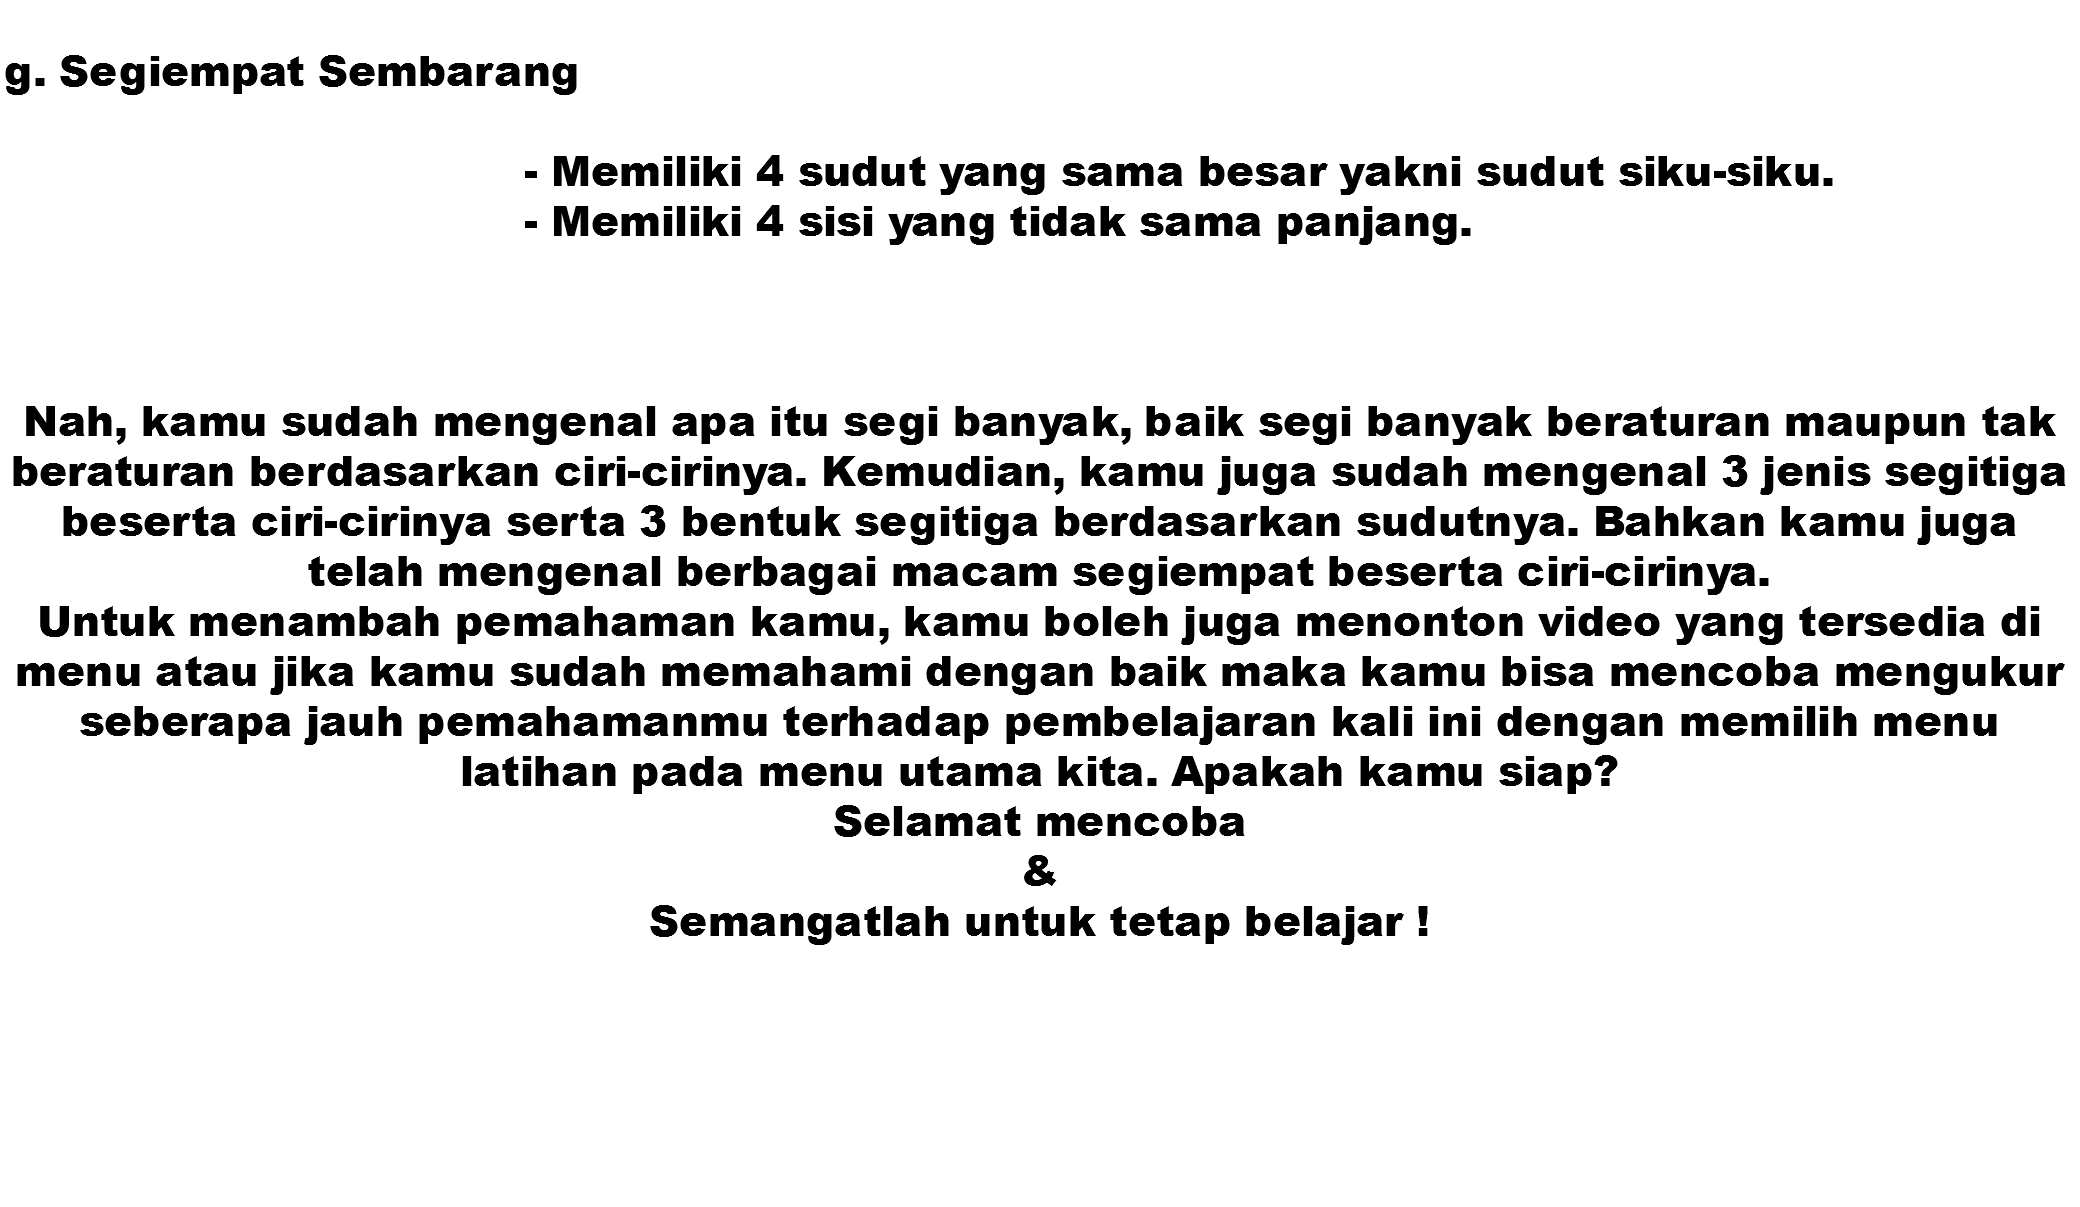 g. Segiempat Sembarang
- Memiliki 4 sudut yang sama besar yakni sudut siku-siku.
- Memiliki 4 sisi yang tidak sama panjang.
Nah, kamu sudah mengenal apa itu segi banyak, baik segi banyak beraturan maupun tak
beraturan berdasarkan ciri-cirinya. Kemudian, kamu juga sudah mengenal 3 jenis segitiga
beserta ciri-cirinya serta 3 bentuk segitiga berdasarkan sudutnya. Bahkan kamu juga
telah mengenal berbagai macam segiempat beserta ciri-cirinya.
Untuk menambah pemahaman kamu, kamu boleh juga menonton video yang tersedia di
menu atau jika kamu sudah memahami dengan baik maka kamu bisa mencoba mengukur
seberapa jauh pemahamanmu terhadap pembelajaran kali ini dengan memilih menu
latihan pada menu utama kita. Apakah kamu siap?
Selamat mencoba
&
Semangatlah untuk tetap belajar !